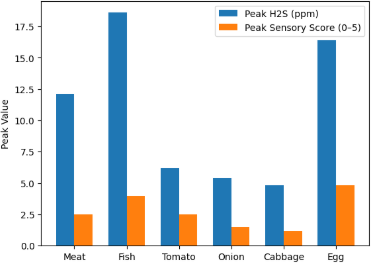 Peak H2S (ppm)
Peak Sensory Score (0–5)
Peak Value
17.5
15.0
12.5
10.0
7.5
5.0
2.5
0.0
Meat Fish Tomato Onion Cabbage Egg